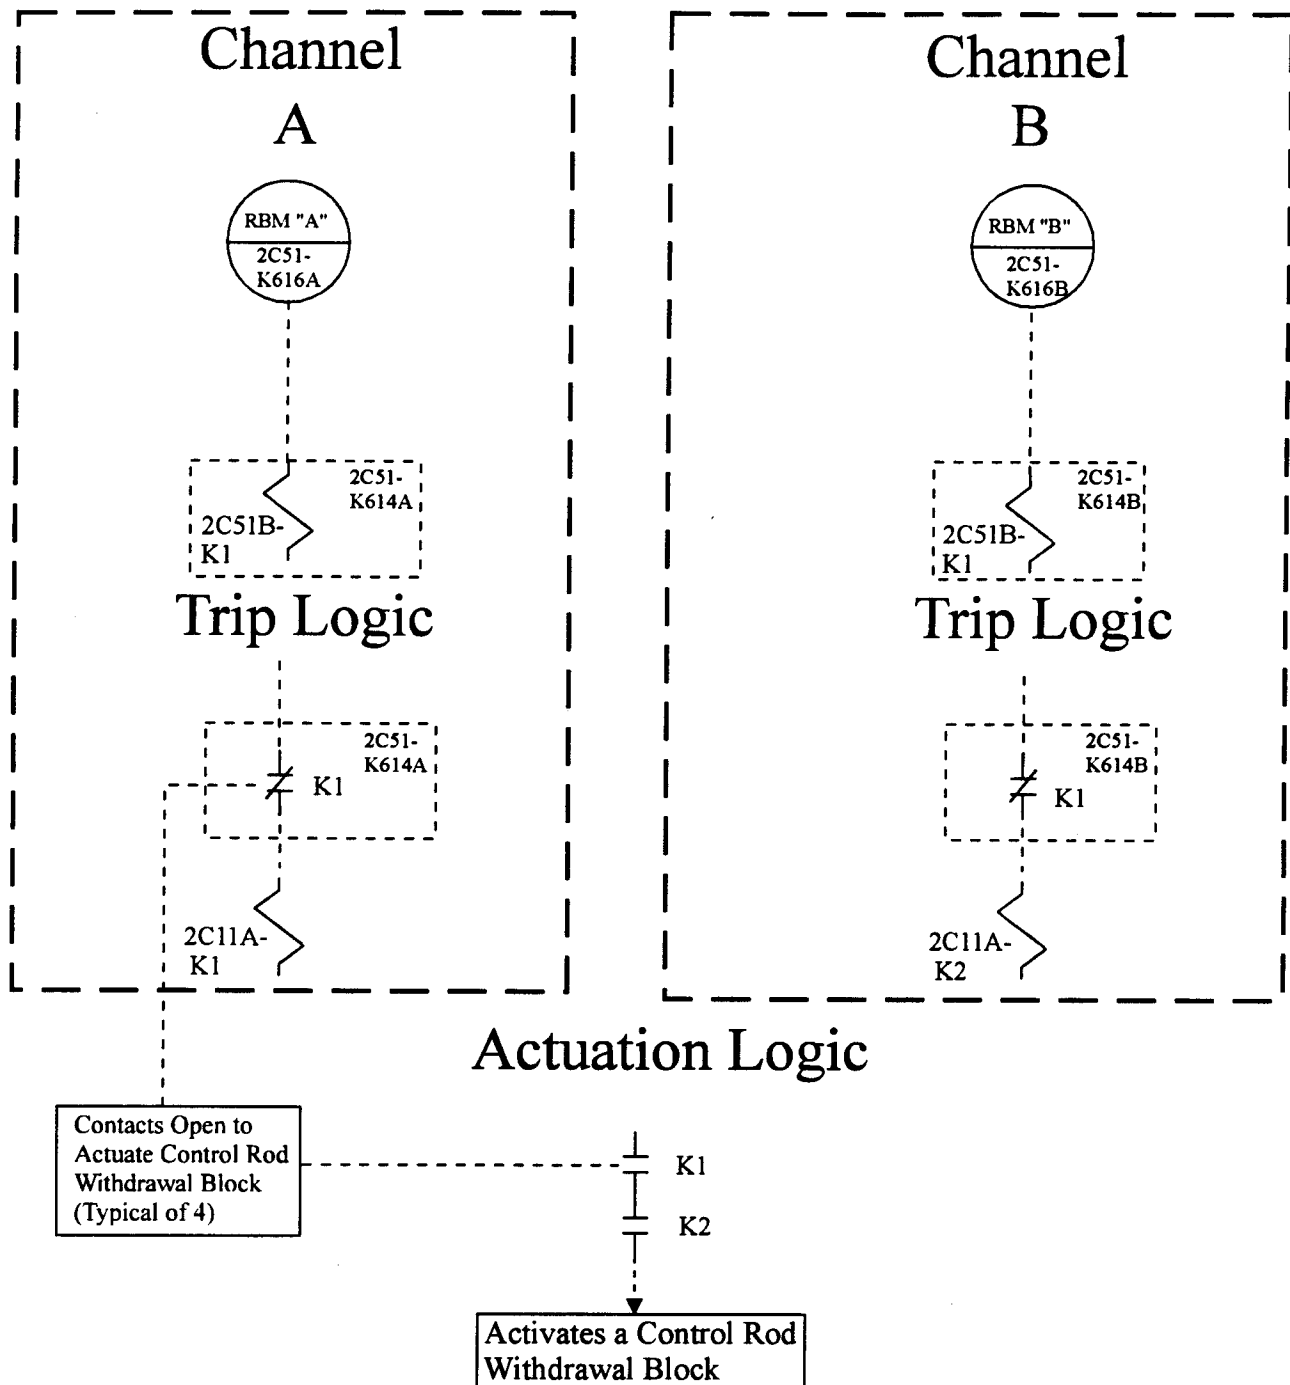 Channel
A
RBM "A"
2C51-
K616A
2C51-
K614A
2C51B-
K1
Trip Logic
2C51-
K614A
K1
2C11A-
K1
Channel
B
RBM "B"
2C51-
K616B
2C51-
K614B
2C51B-
K1
Trip Logic
2C51-
K614B
K1
2C11A-
K2
Actuation Logic
Contacts Open to
Actuate Control Rod
Withdrawal Block
(Typical of 4)
K1
K2
Activates a Control Rod
Withdrawal Block